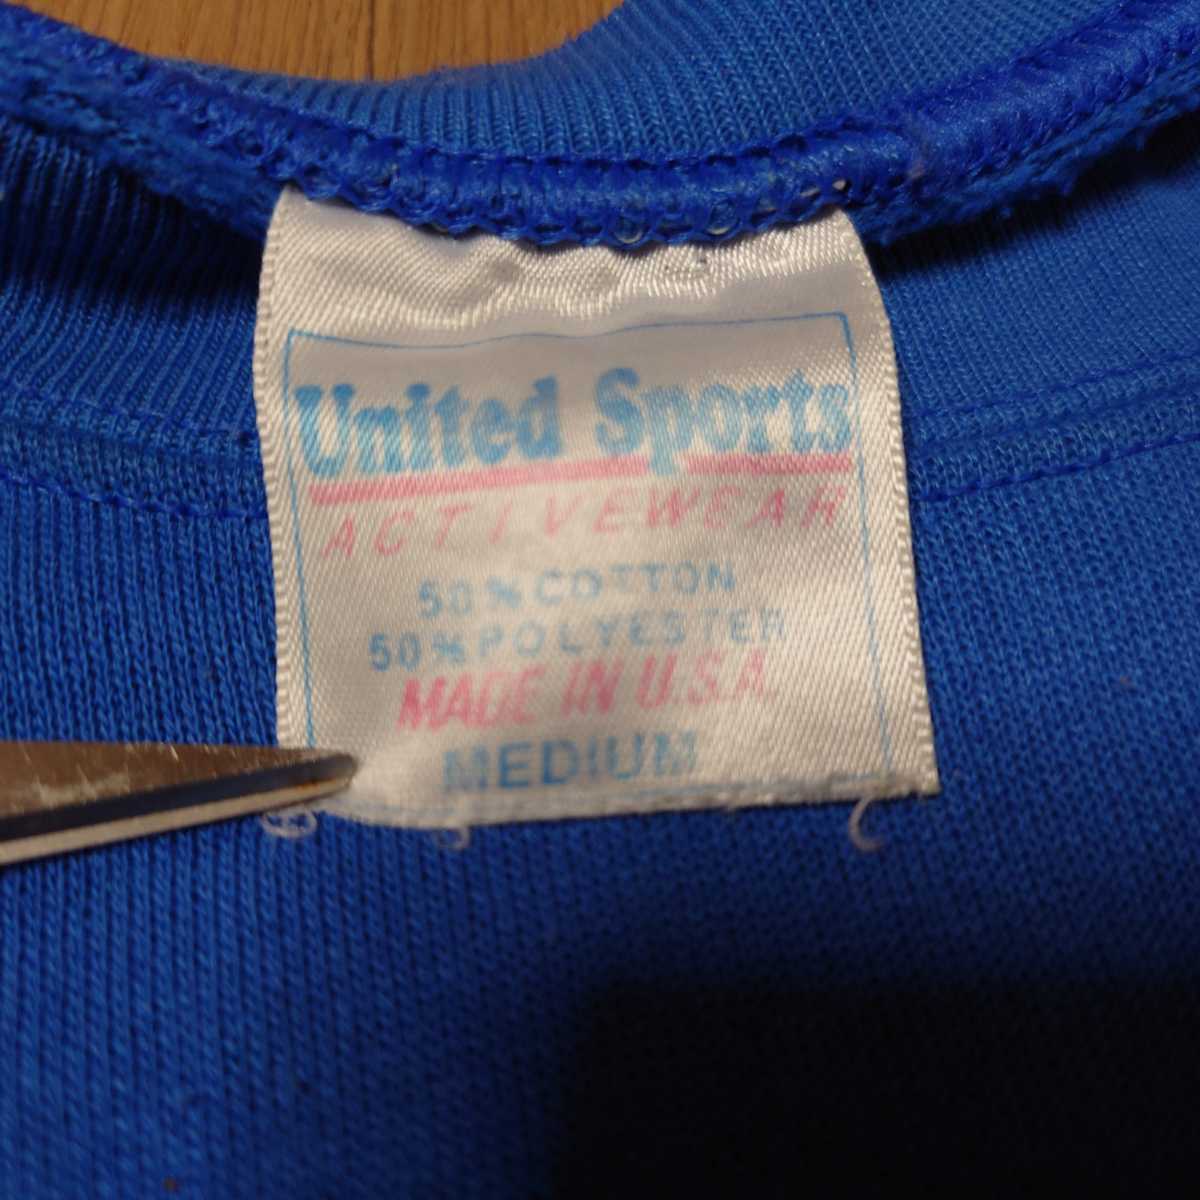 United Sports
ACTIVEWEAR
50% COTTON
50% POLYESTER
MADE IN U.S.A.
MEDIUM